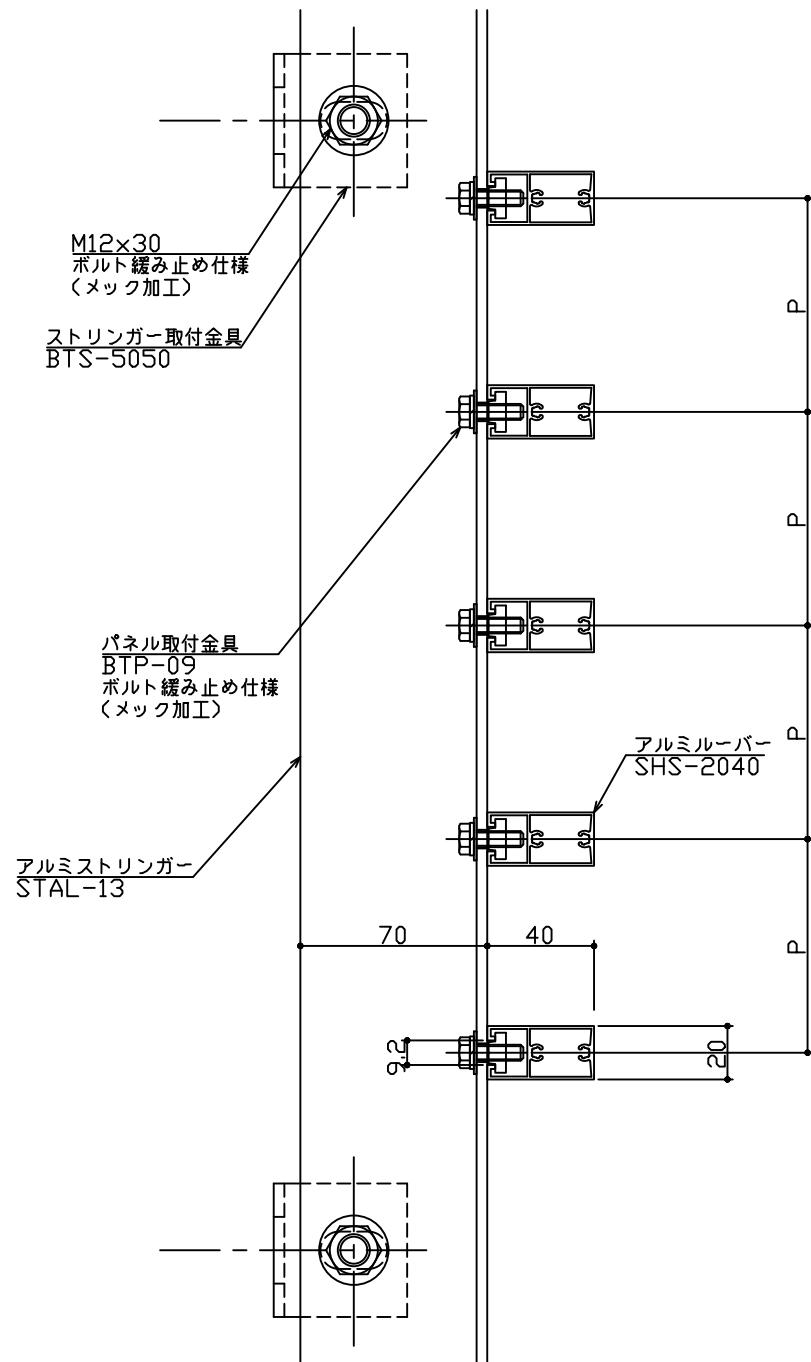 M12x30
ボルト緩み止め仕様
(メック加工)
ストリンガー取付金具
BTS-5050
P
P
パネル取付金具
BTP-09
ボルト緩み止め仕様
(メック加工)
アルミルーバー
SHS-2040
P
アルミストリンガー
STAL-13
70
40
P
9.2
20